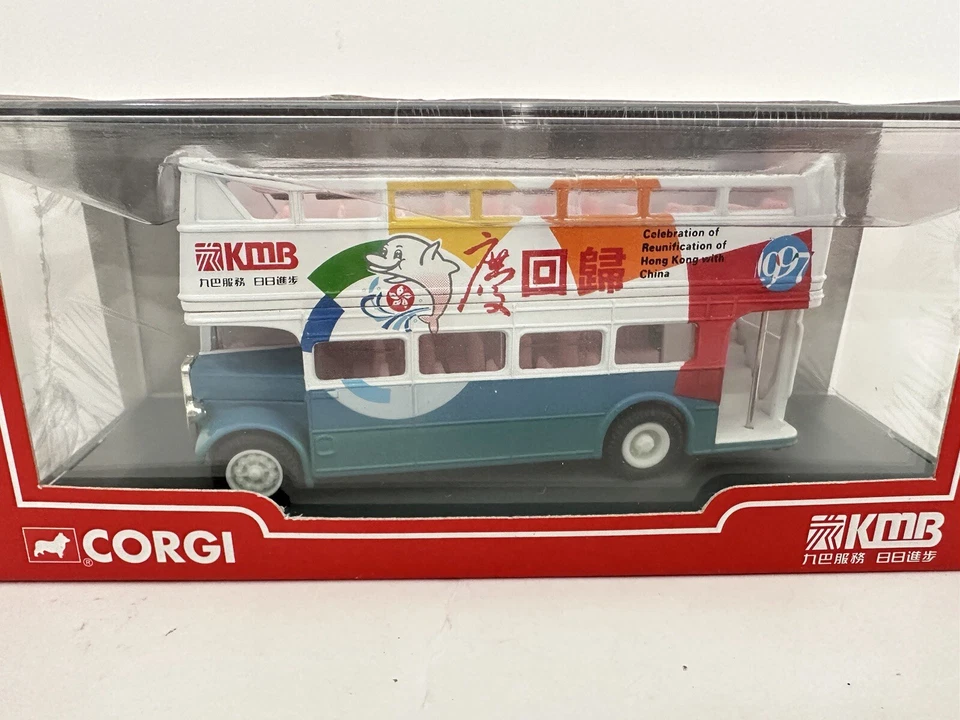 KMB
九巴服務 日日進步
慶回歸
Celebration of
Reunification of
Hong Kong with
China
1997
CORGI
®
KMB
九巴服務 日日進步